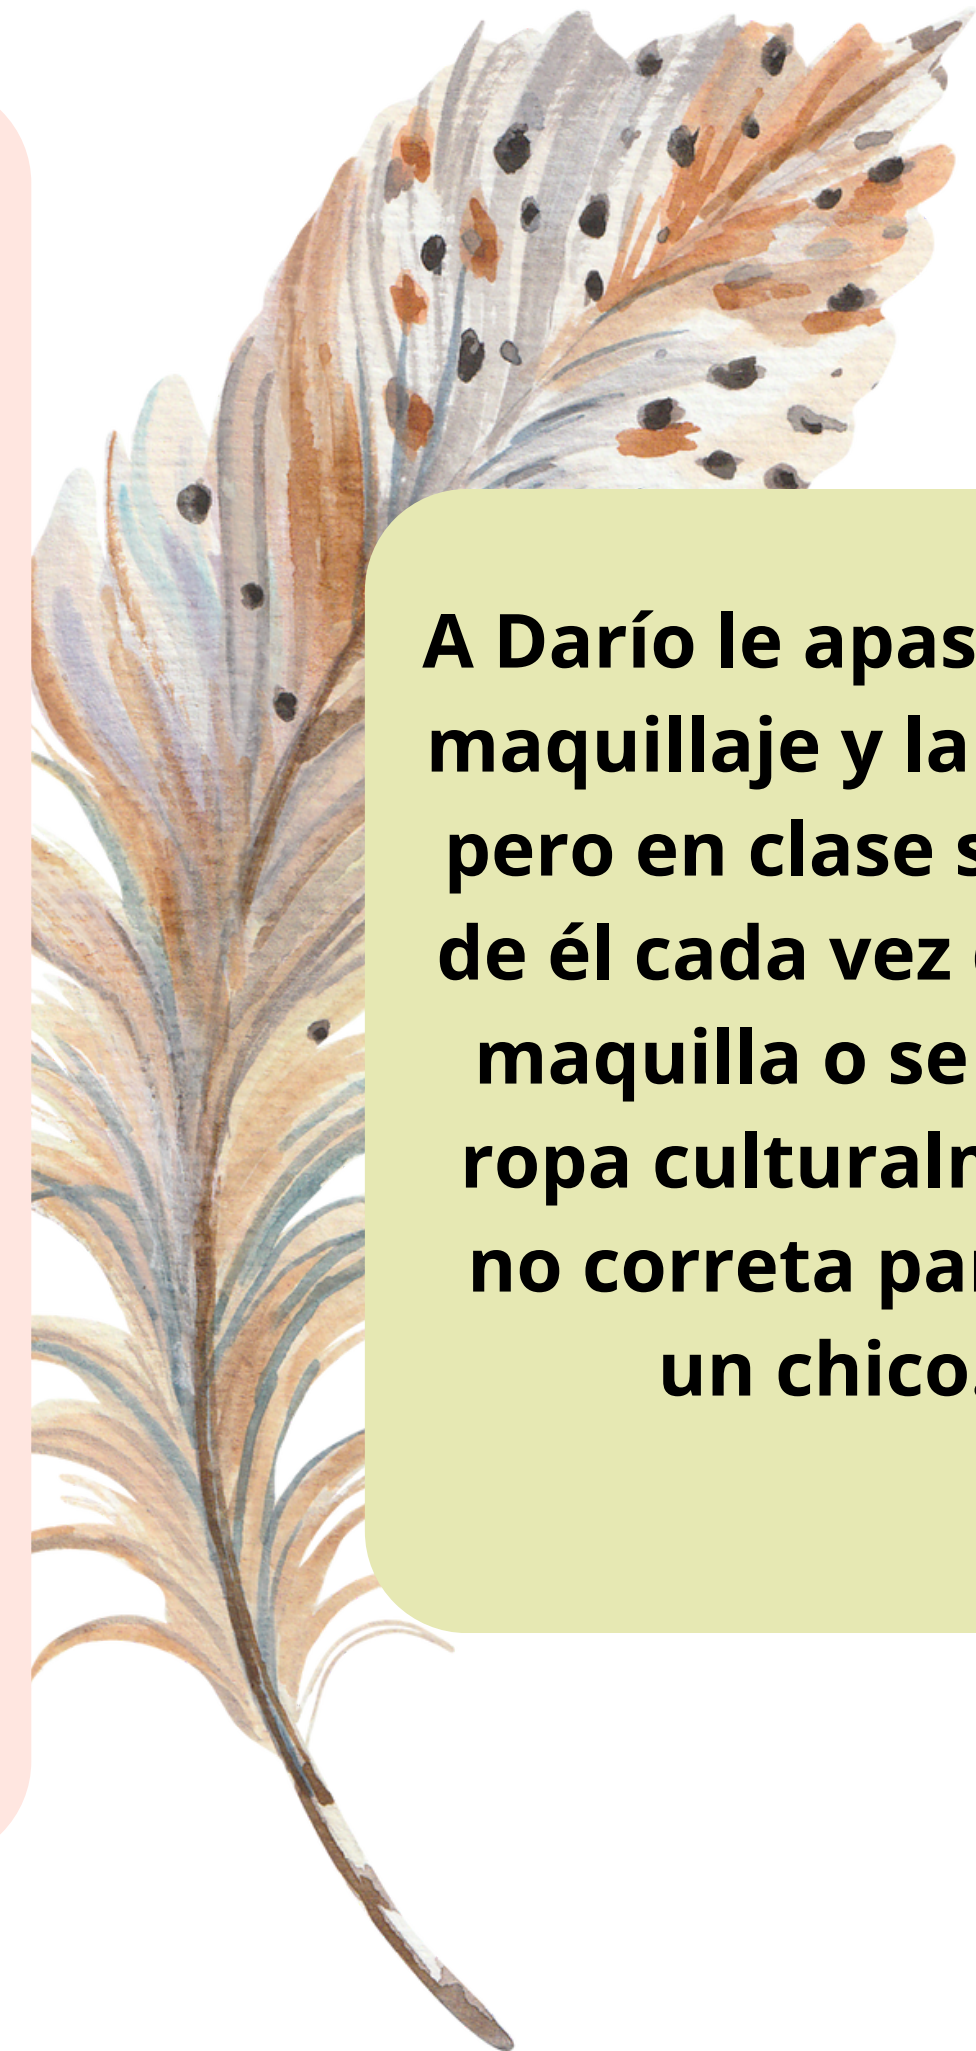 A Darío le apas
maquillaje y la
pero en clase s
de él cada vez
maquilla o se
ropa culturaln
no correta par
un chico.